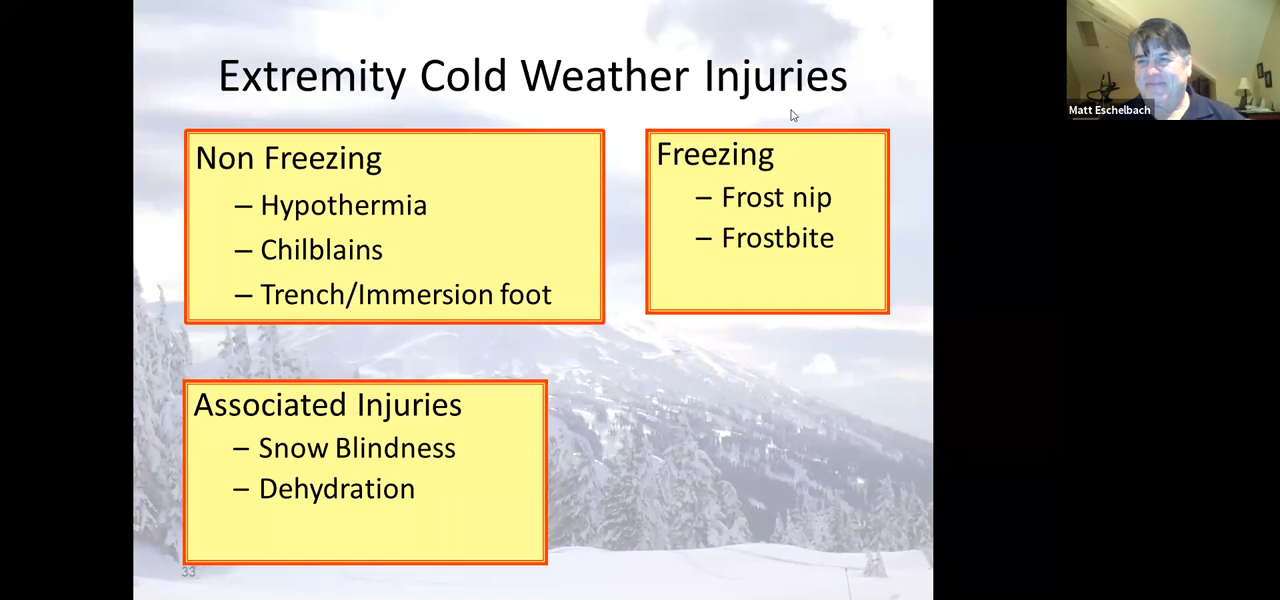 Extremity Cold Weather Injuries
Non Freezing
– Hypothermia
– Chilblains
– Trench/Immersion foot
Freezing
– Frost nip
– Frostbite
Associated Injuries
– Snow Blindness
– Dehydration
33
Matt Eschelbach